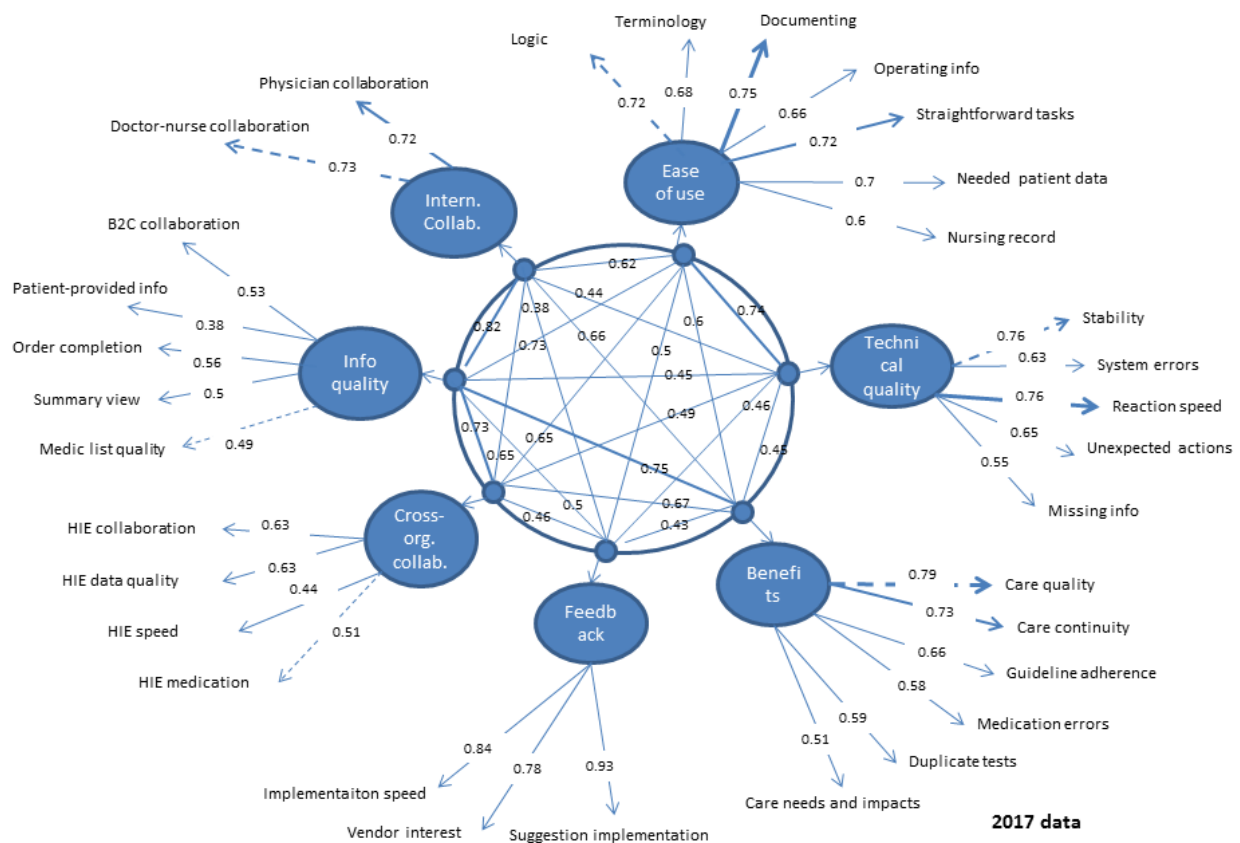 Terminology
Documenting
Logic
Operating info
Physician collaboration
0.72
0.68
0.75
0.66
Straightforward tasks
Doctor-nurse collaboration
0.72
0.72
0.73
Ease
of use
Needed patient data
0.7
Intern.
Collab.
0.6
B2C collaboration
Nursing record
0.62
0.53
0.44
0.74
Patient-provided info
0.38
0.6
Stability
0.38
0.82
0.66
0.76
Order completion
0.73
0.5
0.63
System errors
0.56
Info
quality
Techni
cal quality
0.45
0.5
0.76
Reaction speed
Summary view
0.49
0.46
0.73
0.65
0.65
Unexpected actions
Medic list quality
0.49
0.65
0.45
0.55
0.75
Missing info
0.5
0.67
HIE collaboration
0.63
0.46
0.43
Cross-
org.
collab.
HIE data quality
0.63
0.44
Benefi
ts
0.79
Care quality
0.73
Care continuity
HIE speed
0.51
Feedb
ack
0.66
Guideline adherence
HIE medication
0.58
Medication errors
0.59
0.84
0.51
0.78
0.93
Duplicate tests
Implementaiton speed
Care needs and impacts
Vendor interest
Suggestion implementation
2017 data